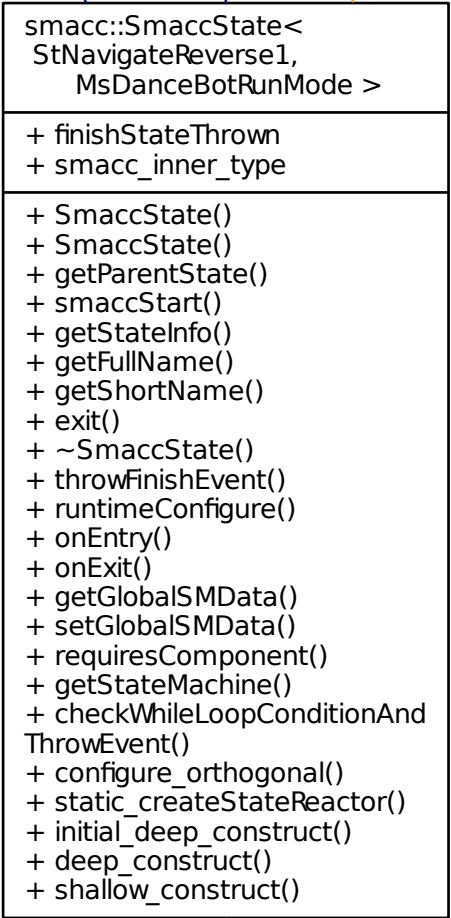 smacc::SmaccState<
StNavigateReverse1,
MsDanceBotRunMode >
+ finishStateThrown
+ smacc_inner_type
+ SmaccState()
+ SmaccState()
+ getParentState()
+ smaccStart()
+ getStateInfo()
+ getFullName()
+ getShortName()
+ exit()
+ ~SmaccState()
+ throwFinishEvent()
+ runtimeConfigure()
+ onEntry()
+ onExit()
+ getGlobalSMData()
+ setGlobalSMData()
+ requiresComponent()
+ getStateMachine()
+ checkWhileLoopConditionAnd
ThrowEvent()
+ configure_orthogonal()
+ static_createStateReactor()
+ initial_deep_construct()
+ deep_construct()
+ shallow_construct()